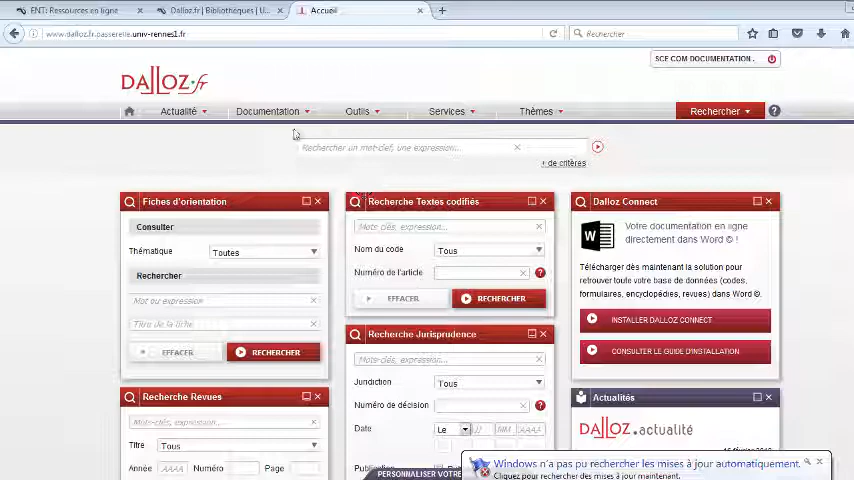 ENT: Ressources en ligne × Dalloz.fr | Bibliothèques | U... × Accueil × +
www.dalloz.fr.passerelle.univ-rennes1.fr Rechercher
SCE COM DOCUMENTATION .
DALLOZ.fr
Actualité Documentation Outils Services Thèmes Rechercher ?
Rechercher un mot-clef, une expression... ×
+ de critères
Fiches d'orientation
Consulter
Thématique Toutes
Rechercher
Mot ou expression
Titre de la fiche
EFFACER RECHERCHER
Recherche Revues
Mots-clés, expression...
Titre Tous
Année AAAA Numéro Page
Recherche Textes codifiés
Mots clés, expression...
Nom du code Tous
Numéro de l'article ?
EFFACER RECHERCHER
Recherche Jurisprudence
Mots-clés, expression...
Juridiction Tous
Numéro de décision ?
Date Le JJ MM AAAA
PERSONNALISER VOTRE
Dalloz Connect
W
Votre documentation en ligne
directement dans Word © !
Télécharger dès maintenant la solution pour
retrouver toute votre base de données (codes,
formulaires, encyclopédies, revues) dans Word ©.
INSTALLER DALLOZ CONNECT
CONSULTER LE GUIDE D'INSTALLATION
Actualités
DALLOZ.actualité
Windows n'a pas pu rechercher les mises à jour automatiquement.
Cliquez pour rechercher des mises à jour maintenant.